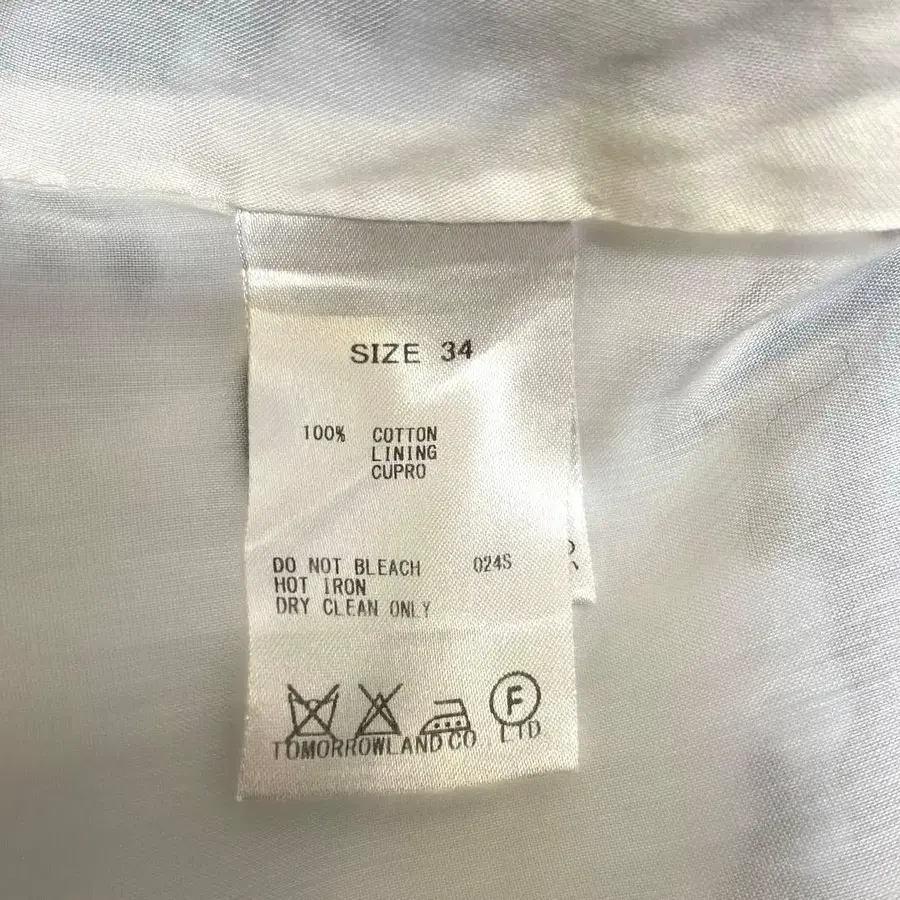 SIZE 34
100% COTTON
LINING
CUPRO
DO NOT BLEACH 024S
HOT IRON
DRY CLEAN ONLY
F
TOMORROWLAND CO LTD